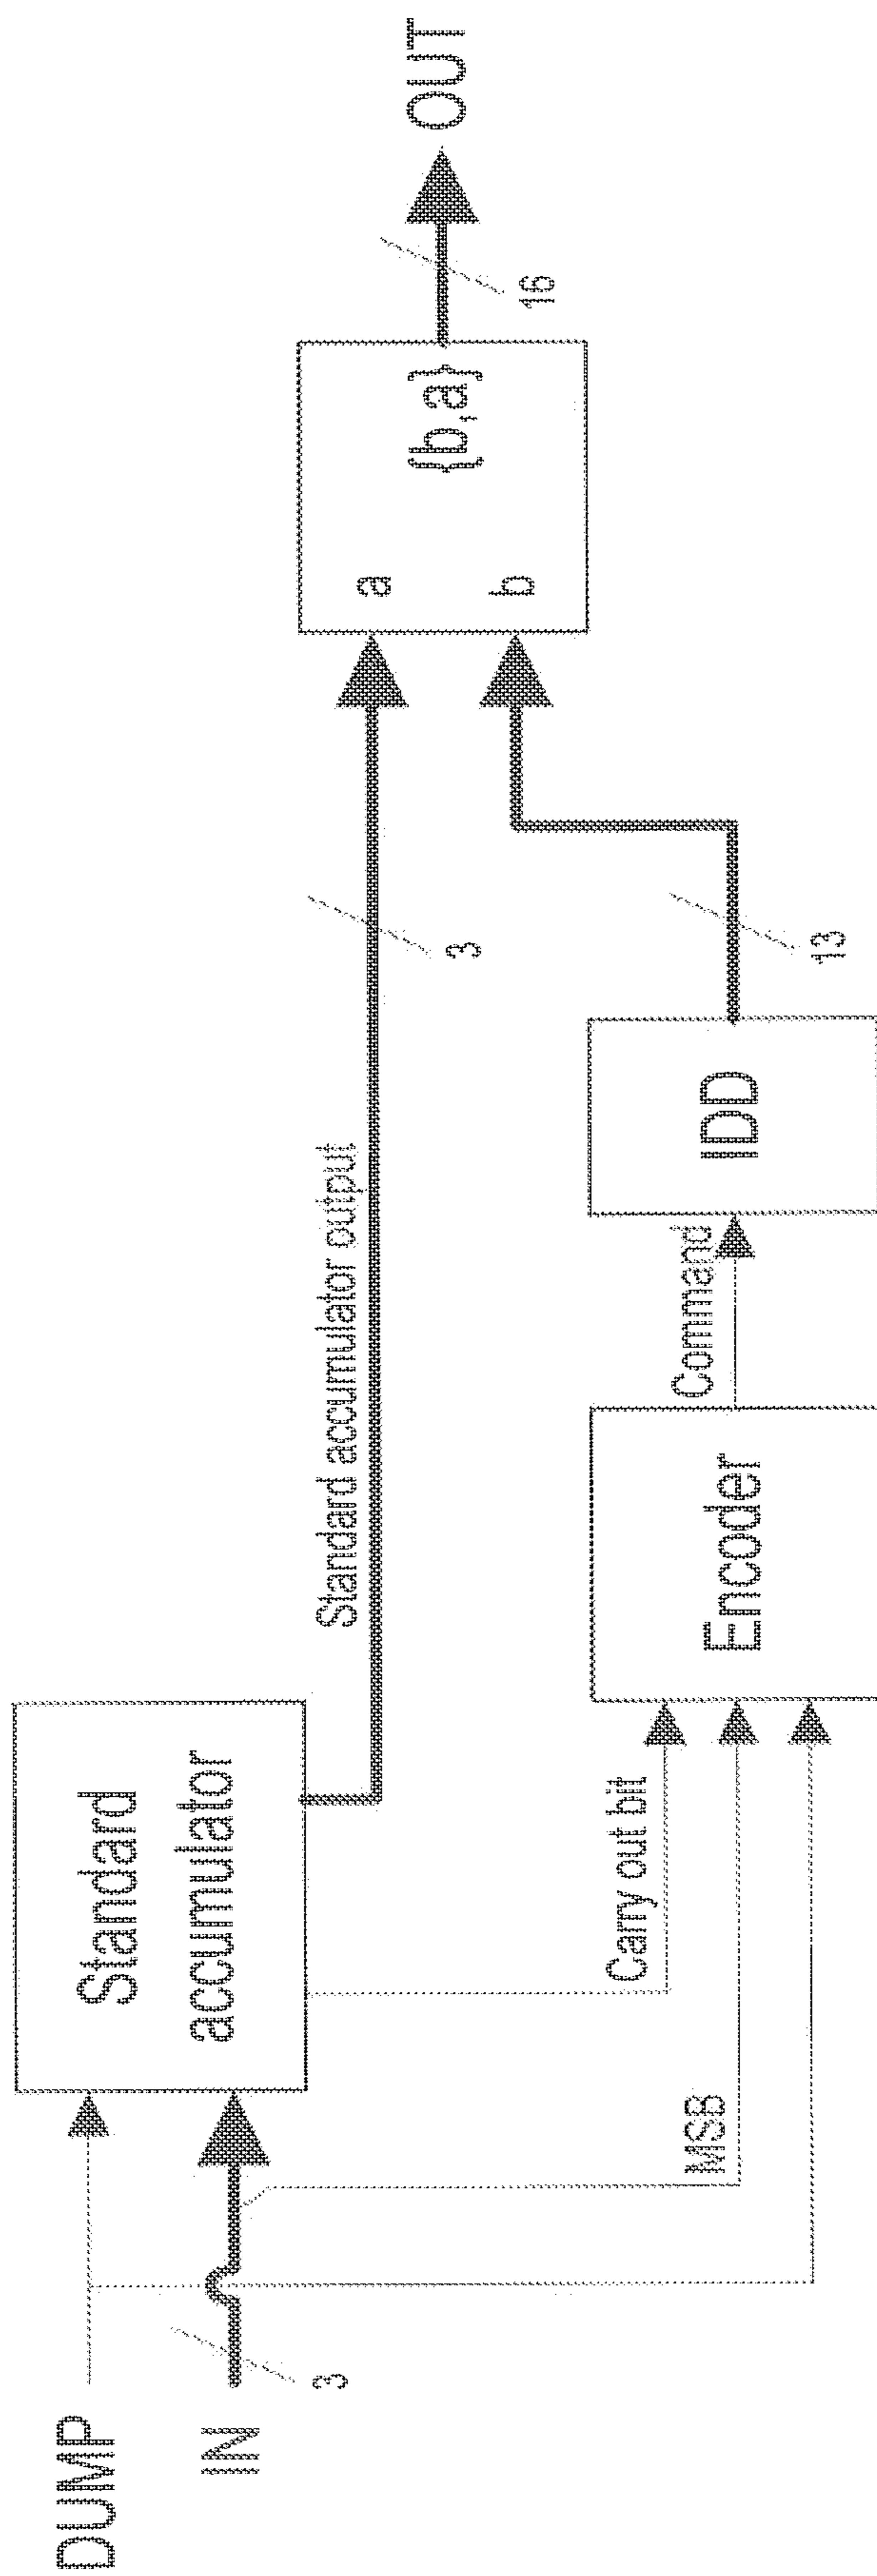 DUMP
IN
3
Standard
accumulator
MSB
Carry out bit
Standard accumulator output
3
Encoder
Command
IDD
13
a
b
{b,a}
16
OUT